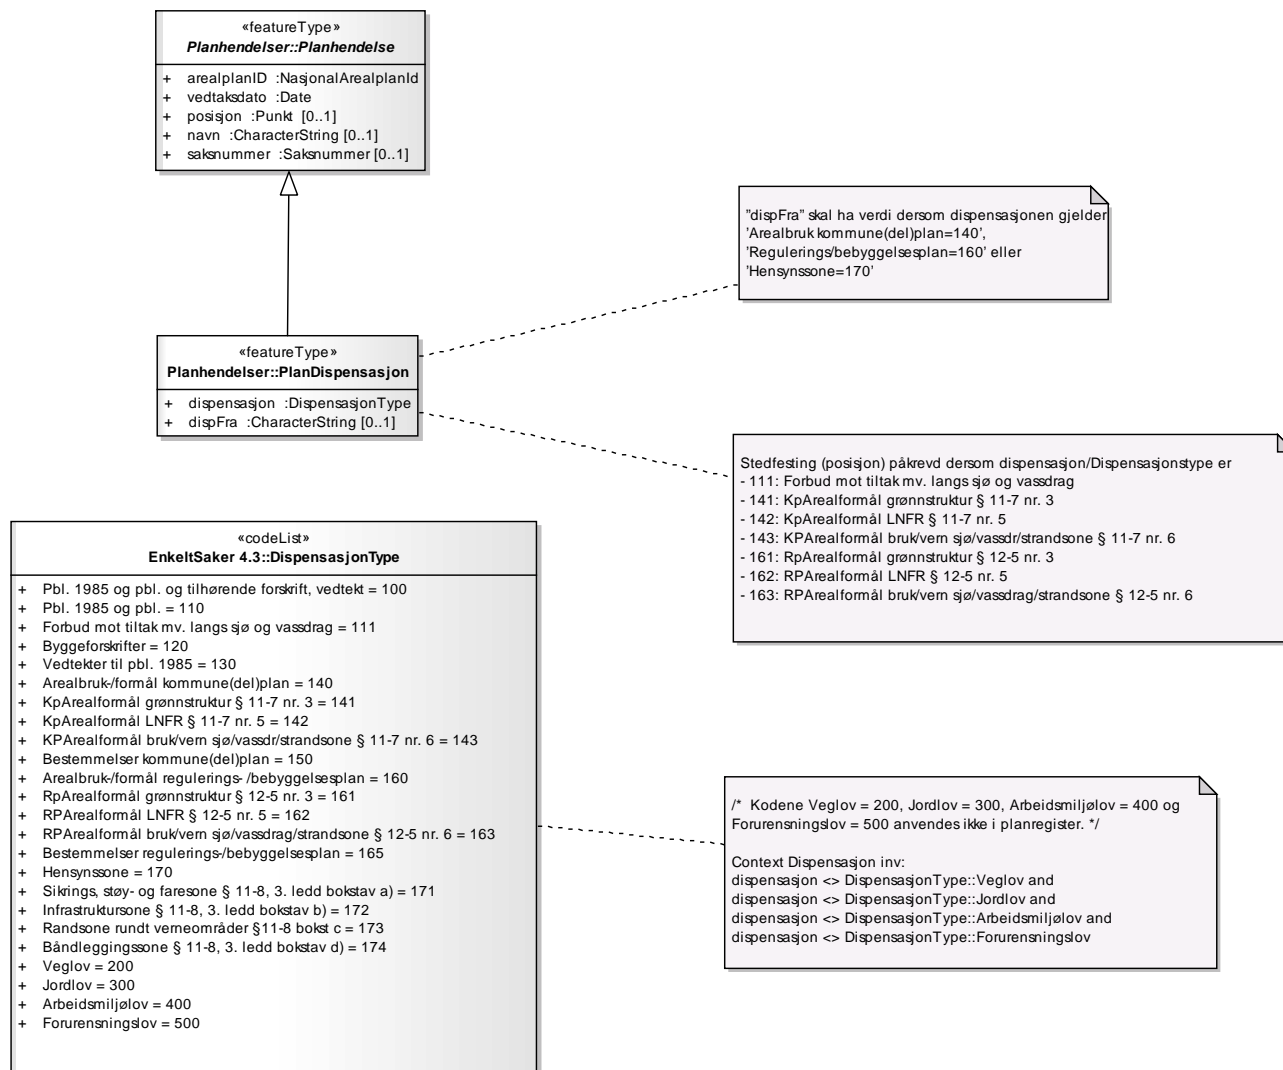 «featureType»
Planhendelser::Planhendelse
+ arealplanID :NasjonalArealplanId
+ vedtaksdato :Date
+ posisjon :Punkt [0..1]
+ navn :CharacterString [0..1]
+ saksnummer :Saksnummer [0..1]
"dispFra" skal ha verdi dersom dispensasjonen gjelder
'Arealbruk kommune(del)plan=140',
'Regulerings/bebyggelsesplan=160' eller
'Hensynssone=170'
«featureType»
Planhendelser::PlanDispensasjon
+ dispensasjon :DispensasjonType
+ dispFra :CharacterString [0..1]
Stedfesting (posisjon) påkrevd dersom dispensasjon/Dispensasjonstype er
- 111: Forbud mot tiltak mv. langs sjø og vassdrag
- 141: KpArealformål grønnstruktur § 11-7 nr. 3
- 142: KpArealformål LNFR § 11-7 nr. 5
- 143: KPArealformål bruk/vern sjø/vassdr/strandsone § 11-7 nr. 6
- 161: RpArealformål grønnstruktur § 12-5 nr. 3
- 162: RPArealformål LNFR § 12-5 nr. 5
- 163: RPArealformål bruk/vern sjø/vassdrag/strandsone § 12-5 nr. 6
«codeList»
EnkeltSaker 4.3::DispensasjonType
+ Pbl. 1985 og pbl. og tilhørende forskrift, vedtekt = 100
+ Pbl. 1985 og pbl. = 110
+ Forbud mot tiltak mv. langs sjø og vassdrag = 111
+ Byggeforskrifter = 120
+ Vedtekter til pbl. 1985 = 130
+ Arealbruk-/formål kommune(del)plan = 140
+ KpArealformål grønnstruktur § 11-7 nr. 3 = 141
+ KpArealformål LNFR § 11-7 nr. 5 = 142
+ KPArealformål bruk/vern sjø/vassdr/strandsone § 11-7 nr. 6 = 143
+ Bestemmelser kommune(del)plan = 150
+ Arealbruk-/formål regulerings- /bebyggelsesplan = 160
+ RpArealformål grønnstruktur § 12-5 nr. 3 = 161
+ RPArealformål LNFR § 12-5 nr. 5 = 162
+ RPArealformål bruk/vern sjø/vassdrag/strandsone § 12-5 nr. 6 = 163
+ Bestemmelser regulerings-/bebyggelsesplan = 165
+ Hensynssone = 170
+ Sikrings, støy- og faresone § 11-8, 3. ledd bokstav a) = 171
+ Infrastruktursone § 11-8, 3. ledd bokstav b) = 172
+ Randsone rundt verneområder §11-8 bokst c = 173
+ Båndleggingssone § 11-8, 3. ledd bokstav d) = 174
+ Veglov = 200
+ Jordlov = 300
+ Arbeidsmiljølov = 400
+ Forurensningslov = 500
/* Kodene Veglov = 200, Jordlov = 300, Arbeidsmiljølov = 400 og
Forurensningslov = 500 anvendes ikke i planregister. */
Context Dispensasjon inv:
dispensasjon <> DispensasjonType::Veglov and
dispensasjon <> DispensasjonType::Jordlov and
dispensasjon <> DispensasjonType::Arbeidsmiljølov and
dispensasjon <> DispensasjonType::Forurensningslov